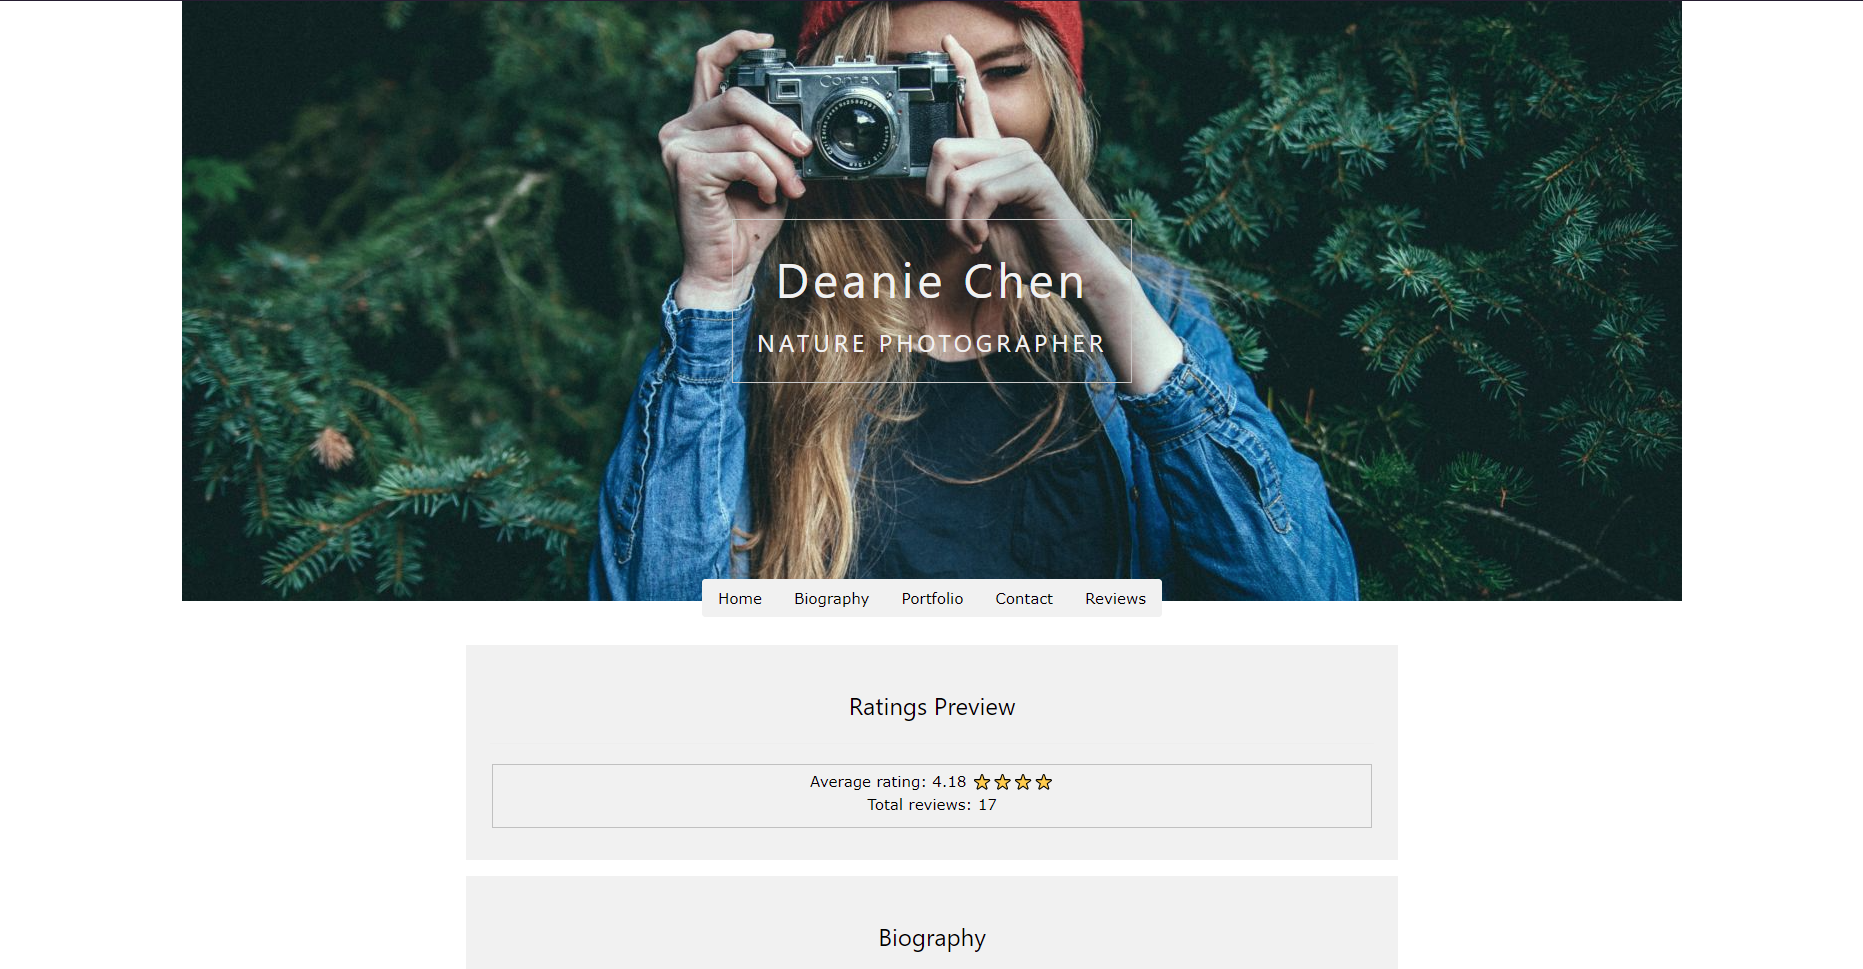 Contax
Deanie Chen
NATURE PHOTOGRAPHER
Home Biography Portfolio Contact Reviews
Ratings Preview
Average rating: 4.18
Total reviews: 17
Biography